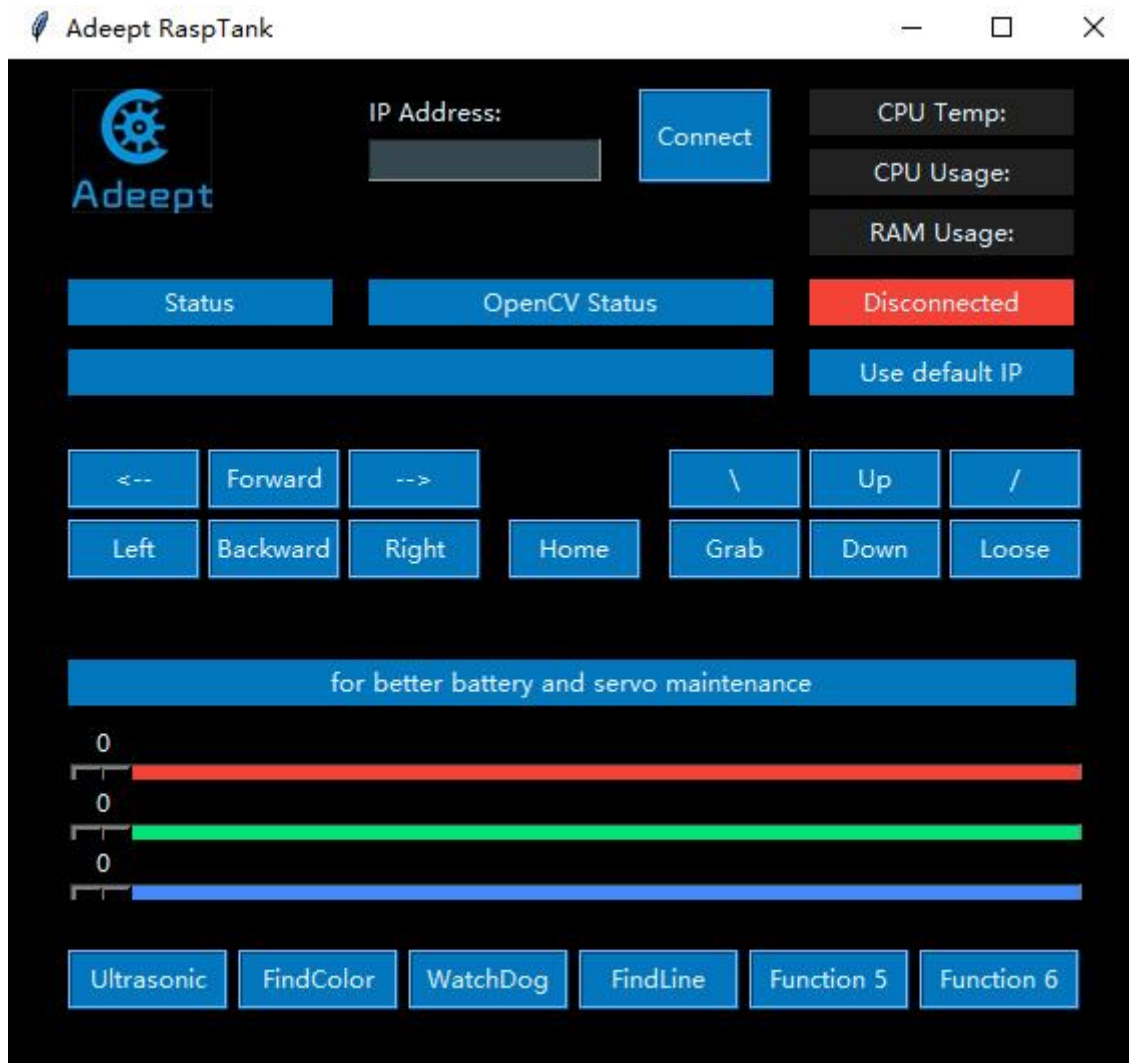 Adeept RaspTank
Adeept
IP Address:
Connect
CPU Temp:
CPU Usage:
RAM Usage:
Status
OpenCV Status
Disconnected
Use default IP
<-- Forward -->
\ Up /
Left Backward Right Home Grab Down Loose
for better battery and servo maintenance
0
0
0
Ultrasonic FindColor WatchDog FindLine Function 5 Function 6